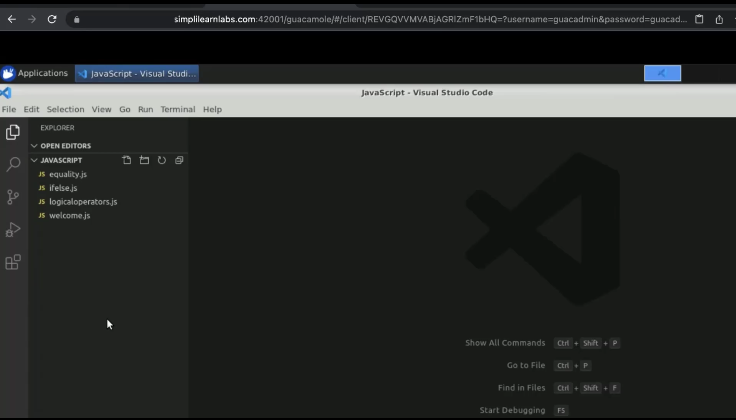 simplilearnlabs.com:42001/guacamole/#/client/REVGQVVMVABjAGRlZmF1bHQ=?username=guacadmin&password=guacad...
Applications
JavaScript - Visual Studi...
JavaScript - Visual Studio Code
File Edit Selection View Go Run Terminal Help
EXPLORER
OPEN EDITORS
JAVASCRIPT
JS equality.js
JS ifelse.js
JS logicaloperators.js
JS welcome.js
Show All Commands Ctrl + Shift + P
Go to File Ctrl + P
Find in Files Ctrl + Shift + F
Start Debugging F5